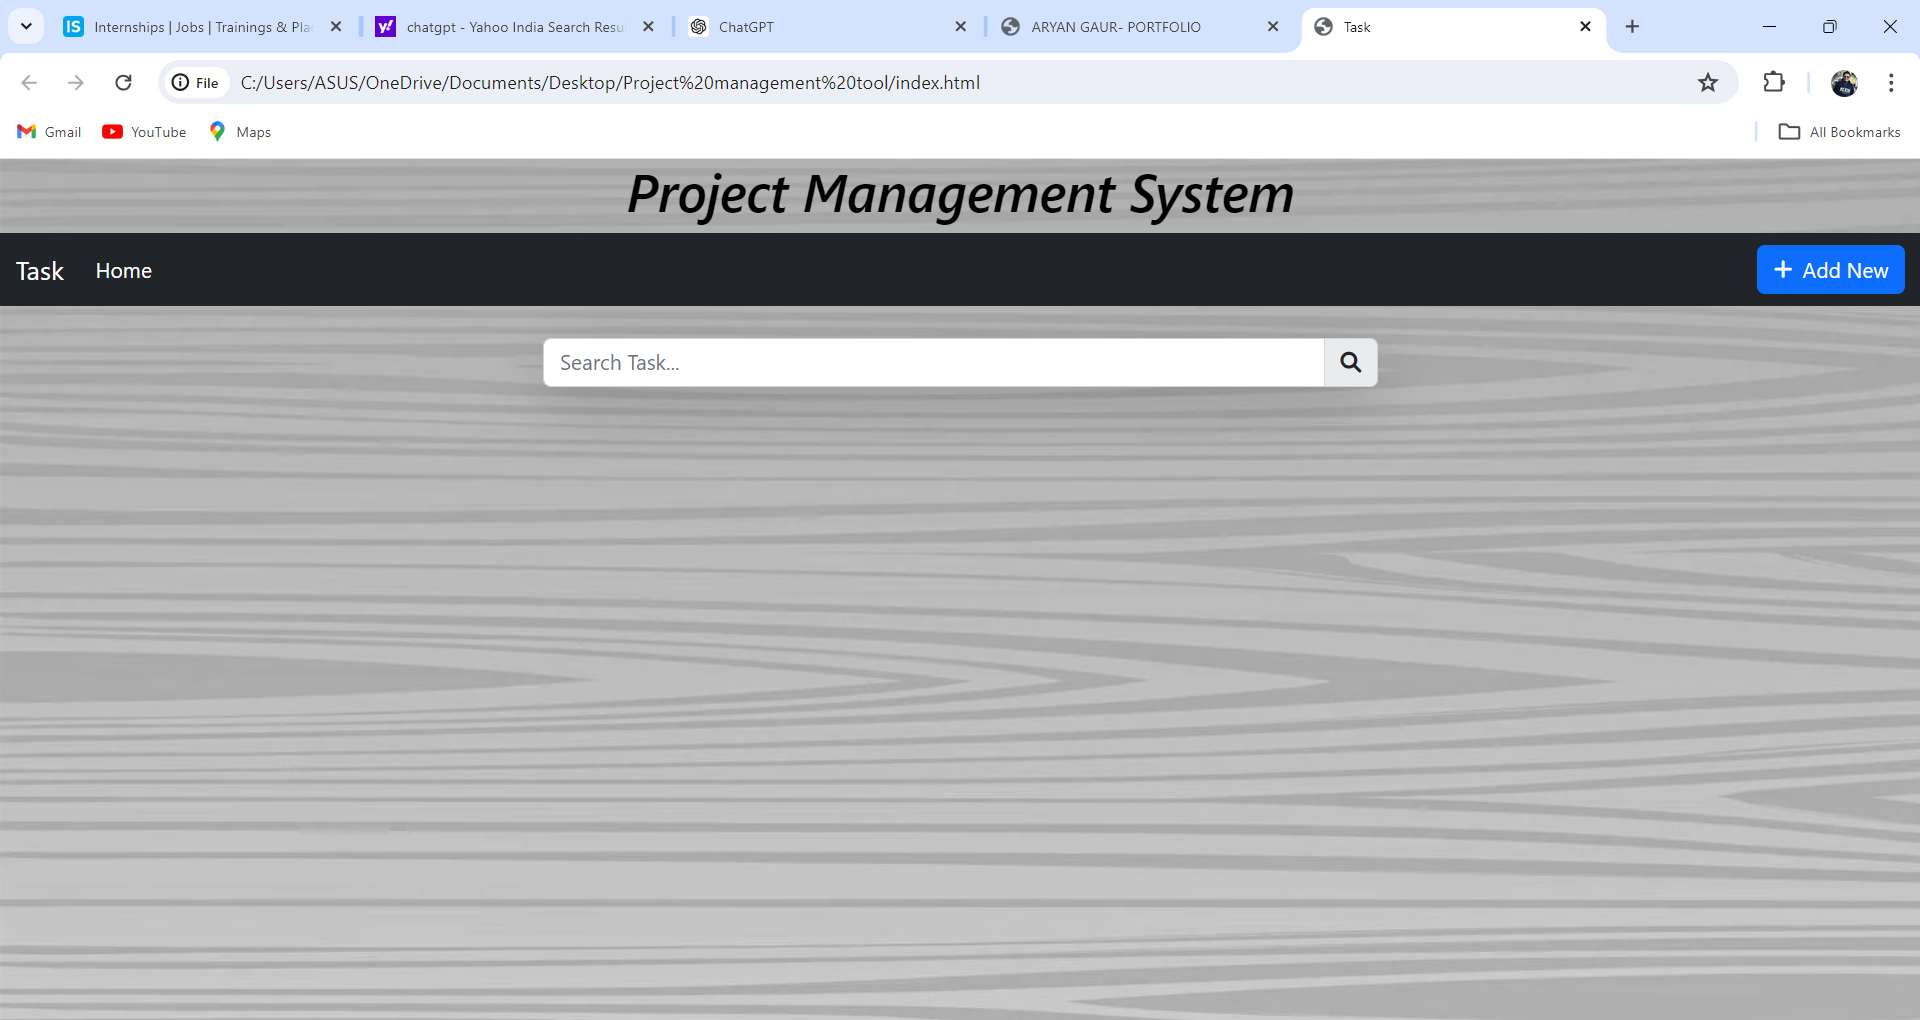 IS Internships | Jobs | Trainings & Pla
y! chatgpt - Yahoo India Search Resu
ChatGPT
ARYAN GAUR- PORTFOLIO
Task
File
C:/Users/ASUS/OneDrive/Documents/Desktop/Project%20management%20tool/index.html
Gmail
YouTube
Maps
All Bookmarks
Project Management System
Task
Home
+ Add New
Search Task...